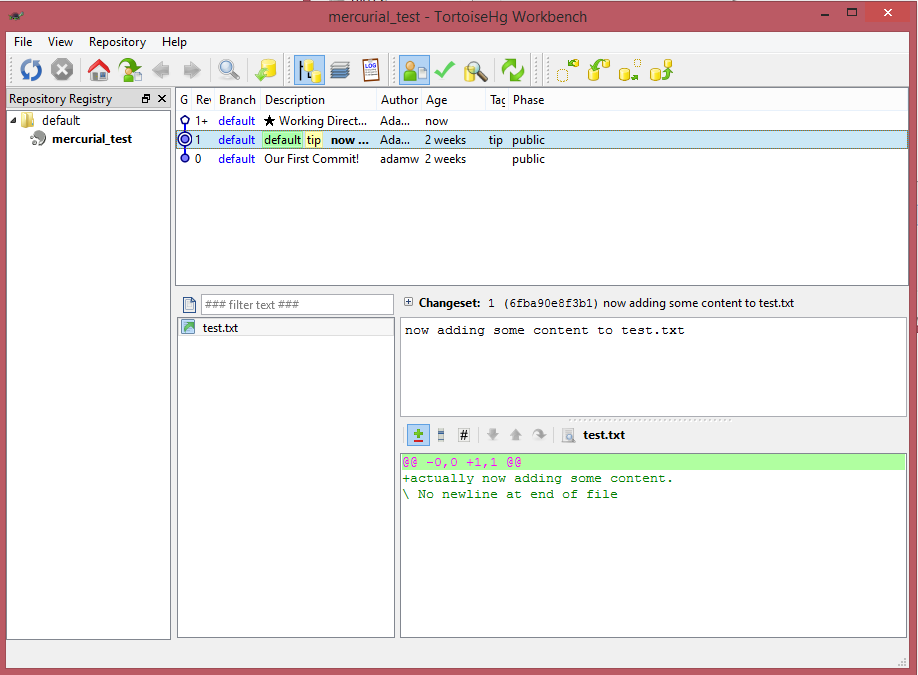 mercurial_test - TortoiseHg Workbench
File View Repository Help
LOG
Repository Registry
default
mercurial_test
G Rev Branch Description Author Age Tag Phase
1+ default ★ Working Direct... Ada... now
1 default default tip now ... Ada... 2 weeks tip public
0 default Our First Commit! adamw 2 weeks public
### filter text ###
test.txt
Changeset: 1 (6fba90e8f3b1) now adding some content to test.txt
now adding some content to test.txt
# test.txt
@@ -0,0 +1,1 @@
+actually now adding some content.
\ No newline at end of file